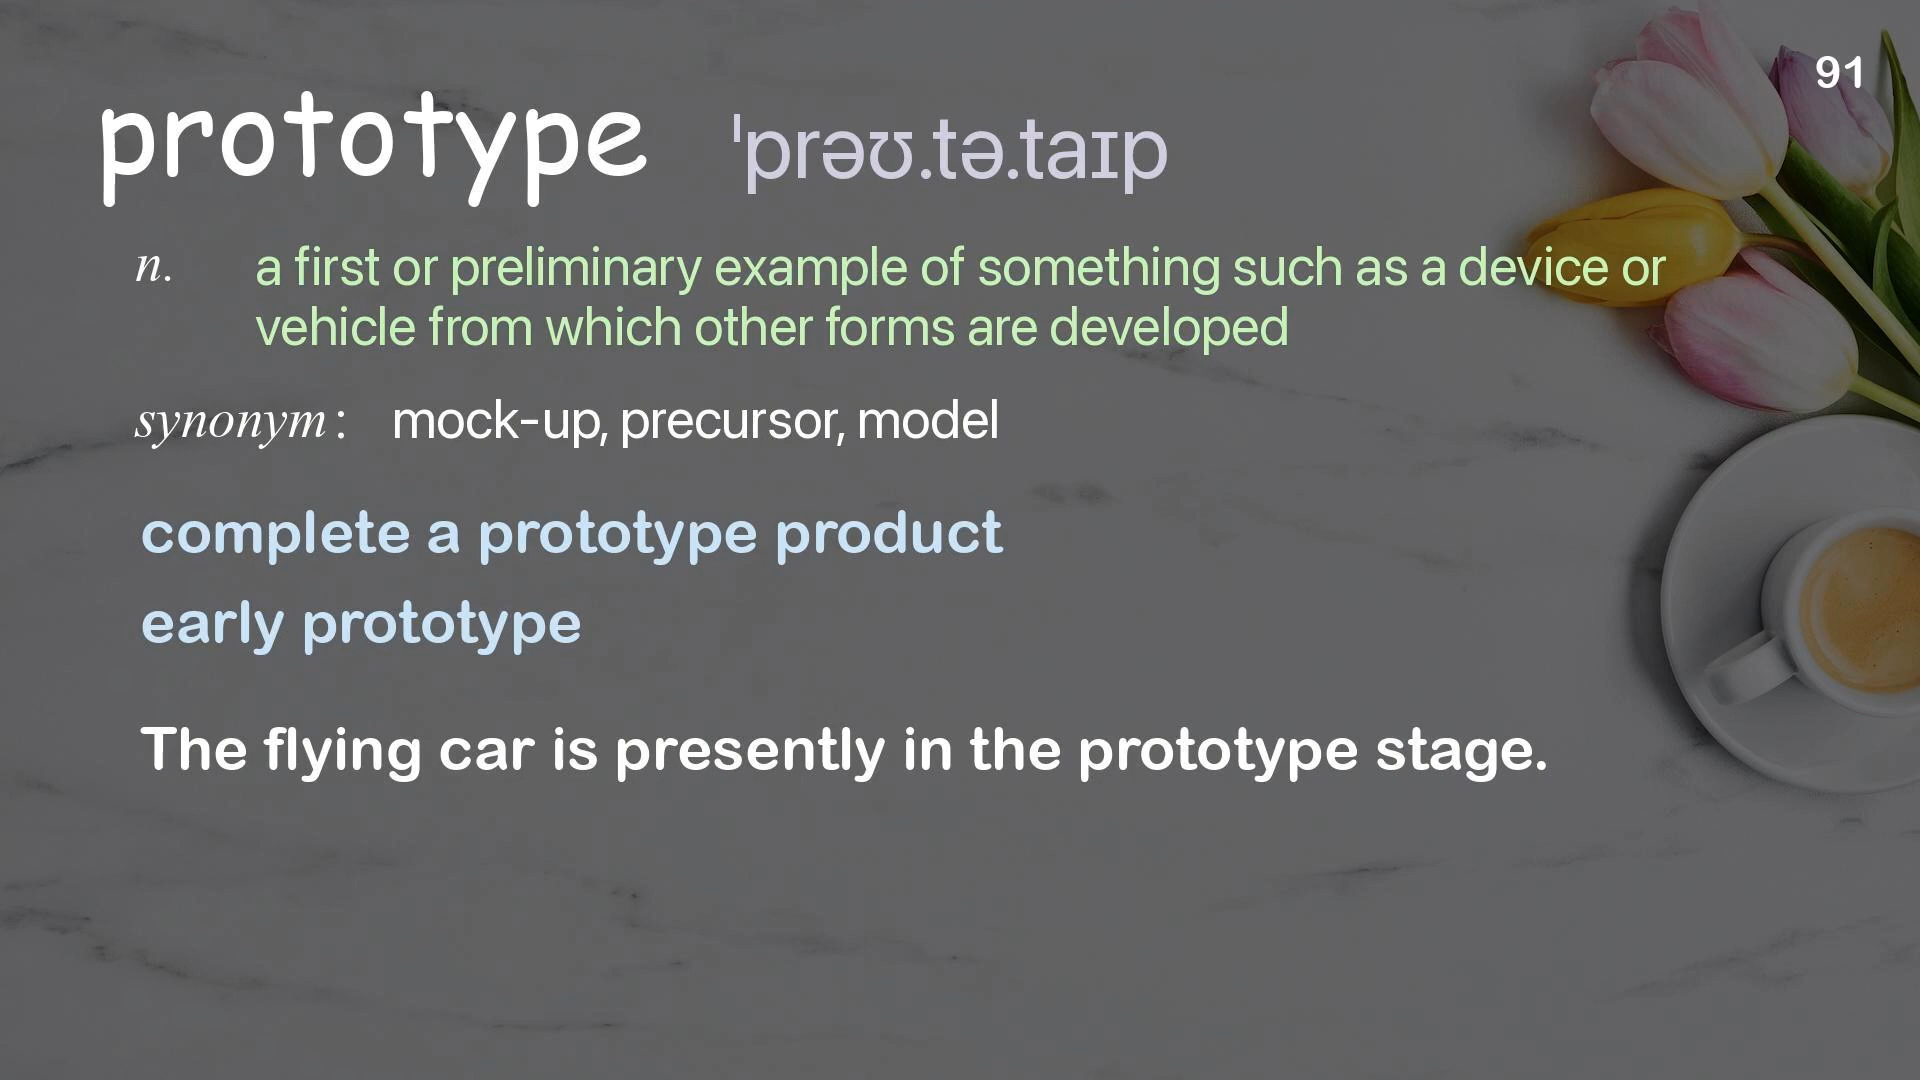 91
prototype ˈprəʊ.tə.taɪp
n. a first or preliminary example of something such as a device or
vehicle from which other forms are developed
synonym: mock-up, precursor, model
complete a prototype product
early prototype
The flying car is presently in the prototype stage.